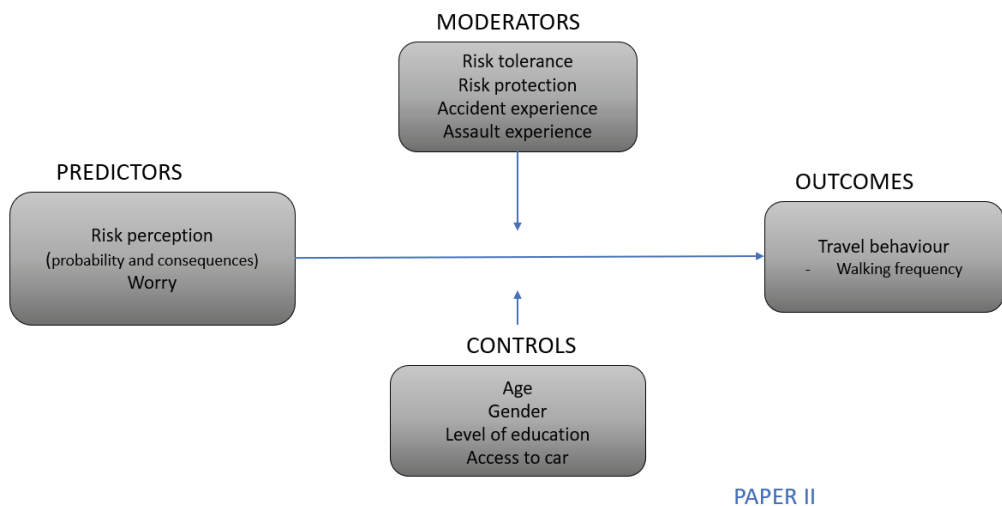 MODERATORS
Risk tolerance
Risk protection
Accident experience
Assault experience
PREDICTORS
Risk perception
(probability and consequences)
Worry
OUTCOMES
Travel behaviour
- Walking frequency
CONTROLS
Age
Gender
Level of education
Access to car
PAPER II